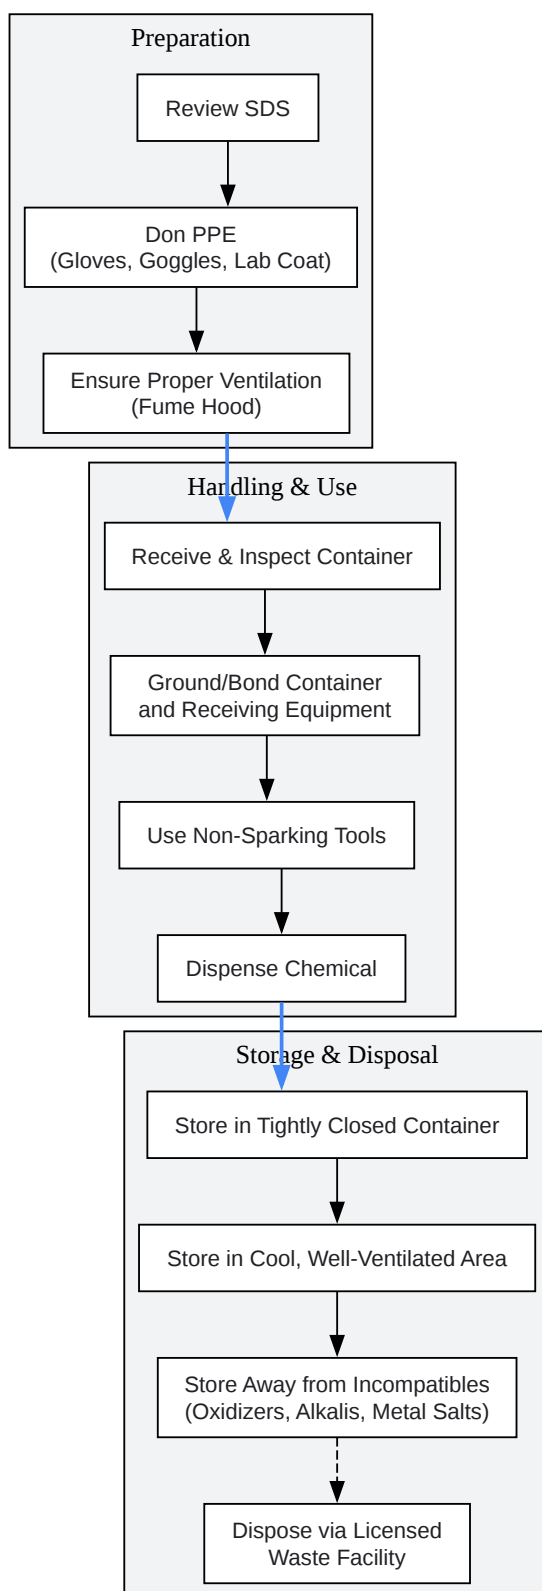 Preparation
Review SDS
Don PPE
(Gloves, Goggles, Lab Coat)
Ensure Proper Ventilation
(Fume Hood)
Handling & Use
Receive & Inspect Container
Ground/Bond Container
and Receiving Equipment
Use Non-Sparking Tools
Dispense Chemical
Storage & Disposal
Store in Tightly Closed Container
Store in Cool, Well-Ventilated Area
Store Away from Incompatibles
(Oxidizers, Alkalis, Metal Salts)
Dispose via Licensed
Waste Facility